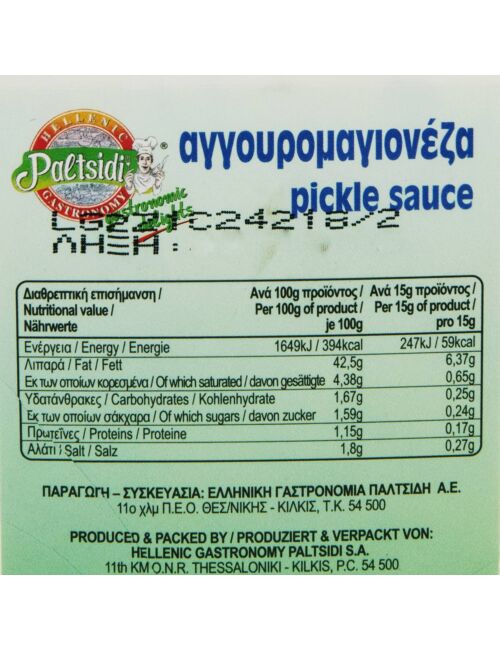 HELLENIC
Paltsidi ®
GASTRONOMY
gastronomic
delights
αγγουρομαγιονέζα
pickle sauce
ΛΗΞΗ:
Διαθρεπτική επισήμανση / Ανά 100g προϊόντος / Ανά 15g προϊόντος /
Nutritional value / Per 100g of product / Per 15g of product /
Nährwerte je 100g pro 15g
Ενέργεια / Energy / Energie 1649kJ / 394kcal 247kJ / 59kcal
Λιπαρά / Fat / Fett 42,5g 6,37g
Εκ των οποίων κορεσμένα / Of which saturated / davon gesättigte 4,38g 0,65g
Υδατάνθρακες / Carbohydrates / Kohlenhydrate 1,67g 0,25g
Εκ των οποίων σάκχαρα / Of which sugars / davon zucker 1,59g 0,24g
Πρωτεΐνες / Proteins / Proteine 1,15g 0,17g
Αλάτι / Salt / Salz 1,8g 0,27g
ΠΑΡΑΓΩΓΗ – ΣΥΣΚΕΥΑΣΙΑ: ΕΛΛΗΝΙΚΗ ΓΑΣΤΡΟΝΟΜΙΑ ΠΑΛΤΣΙΔΗ Α.Ε.
11ο χλμ Π.Ε.Ο. ΘΕΣ/ΝΙΚΗΣ - ΚΙΛΚΙΣ, Τ.Κ. 54 500
PRODUCED & PACKED BY / PRODUZIERT & VERPACKT VON:
HELLENIC GASTRONOMY PALTSIDI S.A.
11th KM O.N.R. THESSALONIKI - KILKIS, P.C. 54 500